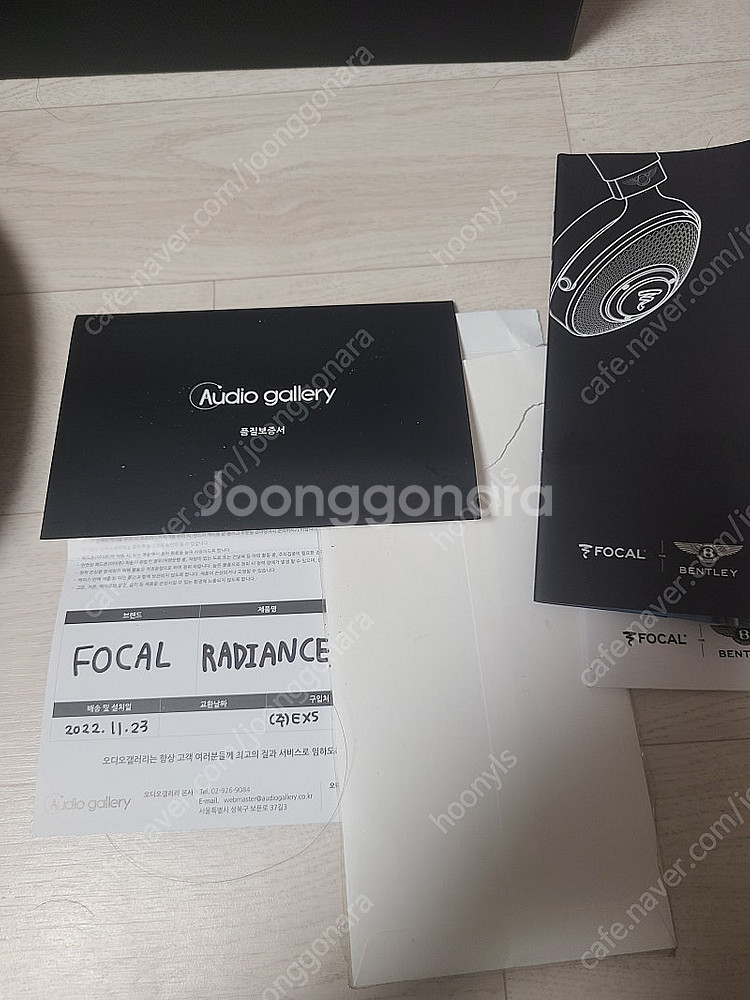 Audio gallery
품질보증서
FOCAL
BENTLEY
FOCAL
BENT
브랜드
제품명
FOCAL
RADIANCE
배송 및 설치일
교환날짜
구입처
2022.11.23
(주)EXS
오디오갤러리는 항상 고객 여러분들께 최고의 질과 서비스로 임하도
Audio gallery
오디오갤러리 본사
Tel. 02-926-9084
E-mail. webmaster@audiogallery.co.kr
서울특별시 성북구 보문로 37길3
Joonggonara
cafe.naver.com/joonggonara
hoonyls